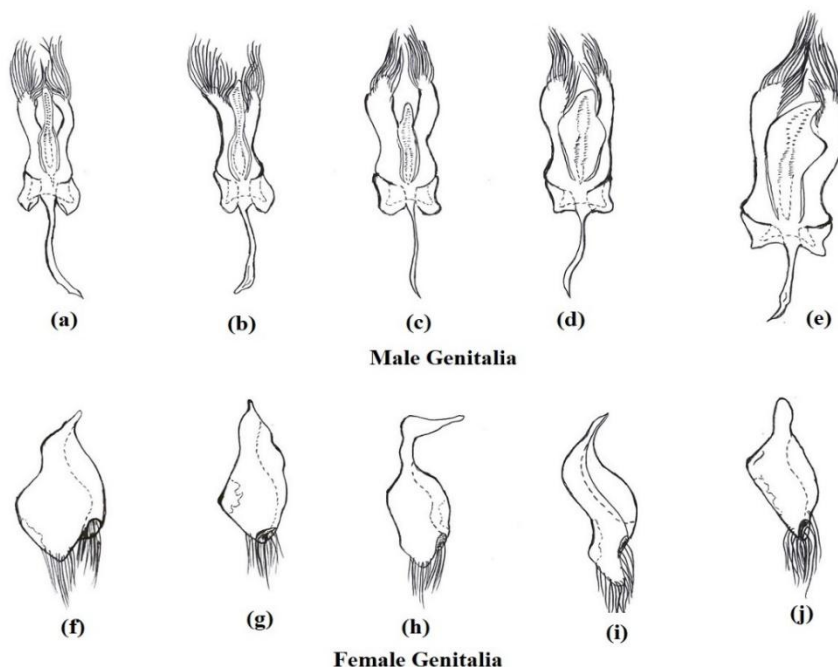 (a) (b) (c) (d) (e)
Male Genitalia
(f) (g) (h) (i) (j)
Female Genitalia